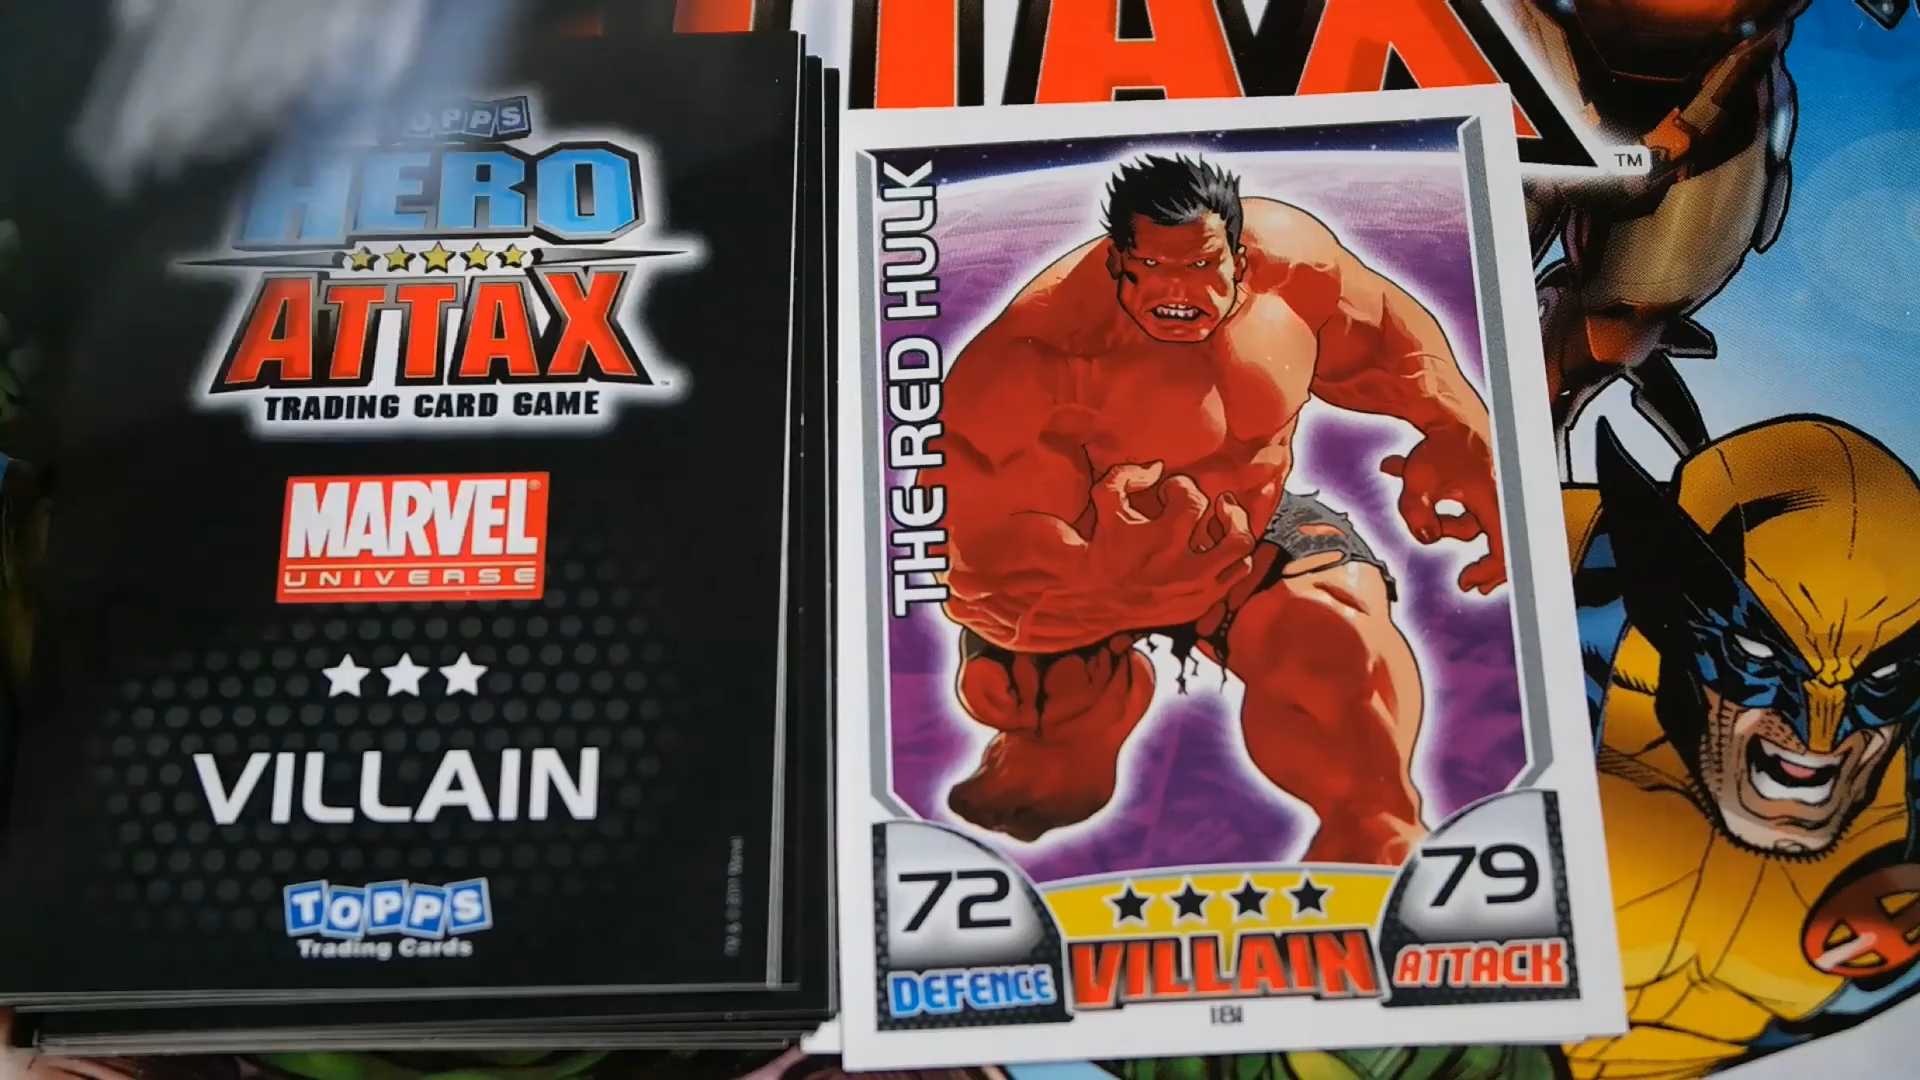 TAX
TM
TOPPS
HERO
ATTAX
TRADING CARD GAME
MARVEL
UNIVERSE
VILLAIN
TOPPS
Trading Cards
THE RED HULK
72
DEFENCE
VILLAIN
79
ATTACK
181